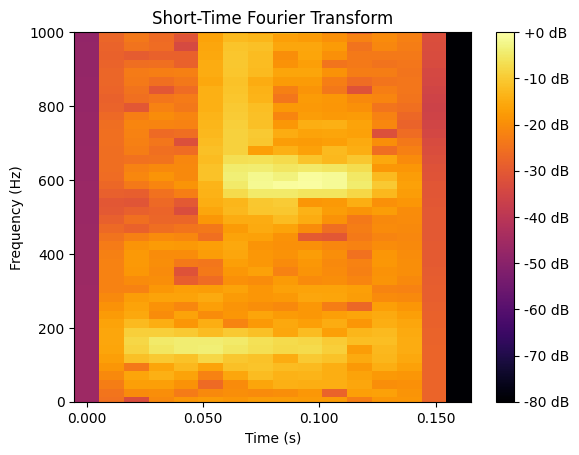 Short-Time Fourier Transform
1000
800
600
400
200
0
Frequency (Hz)
0.000
0.050
0.100
0.150
Time (s)
+0 dB
-10 dB
-20 dB
-30 dB
-40 dB
-50 dB
-60 dB
-70 dB
-80 dB